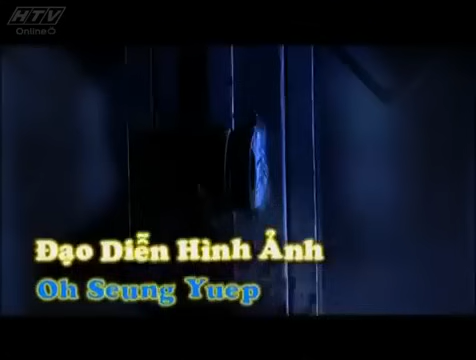 HTV
Online
Đạo Diễn Hình Ảnh
Oh Seung Yuep